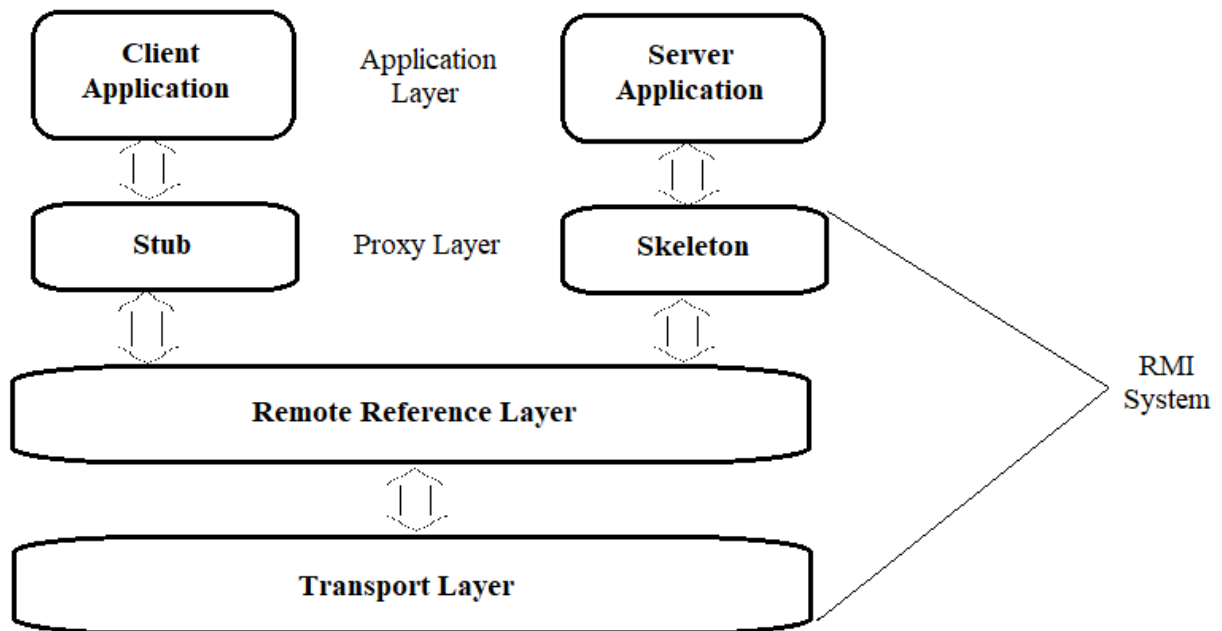 Client
Application
Application
Layer
Server
Application
Stub
Proxy Layer
Skeleton
Remote Reference Layer
RMI
System
Transport Layer